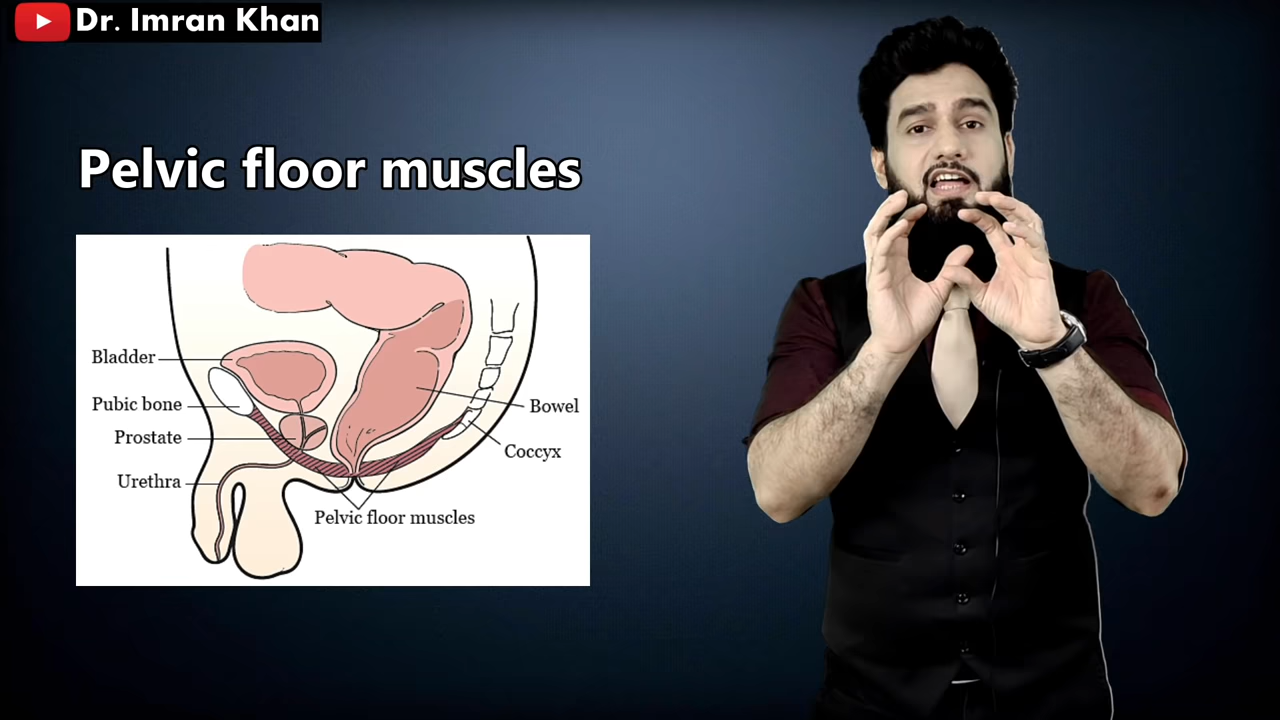 Dr. Imran Khan
Pelvic floor muscles
Bladder
Pubic bone
Prostate
Urethra
Bowel
Coccyx
Pelvic floor muscles